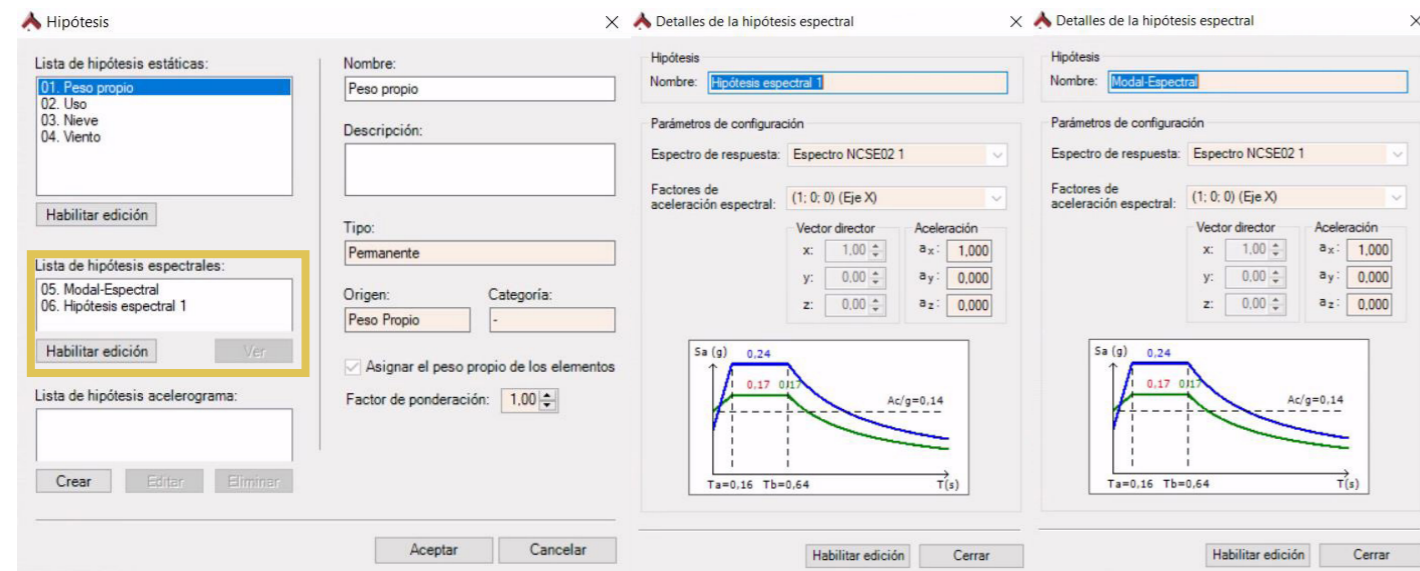 Hipótesis
Lista de hipótesis estáticas:
01. Peso propio
02. Uso
03. Nieve
04. Viento
Habilitar edición
Lista de hipótesis espectrales:
05. Modal-Espectral
06. Hipótesis espectral 1
Habilitar edición
Ver
Lista de hipótesis acelerograma:
Crear
Editar
Eliminar
Nombre:
Peso propio
Descripción:
Tipo:
Permanente
Origen:
Categoría:
Peso Propio
-
Asignar el peso propio de los elementos
Factor de ponderación:
1,00
Aceptar
Cancelar
Detalles de la hipótesis espectral
Hipótesis
Nombre:
Hipótesis espectral 1
Parámetros de configuración
Espectro de respuesta:
Espectro NCSE02 1
Factores de
aceleración espectral:
(1; 0; 0) (Eje X)
Vector director
Aceleración
x: 1,00
ax: 1,000
y: 0,00
ay: 0,000
z: 0,00
az: 0,000
Sa (g)
0,24
0,17 0,17
Ac/g=0,14
Ta=0,16 Tb=0,64
T(s)
Habilitar edición
Cerrar
Detalles de la hipótesis espectral
Hipótesis
Nombre:
Modal-Espectral
Parámetros de configuración
Espectro de respuesta:
Espectro NCSE02 1
Factores de
aceleración espectral:
(1; 0; 0) (Eje X)
Vector director
Aceleración
x: 1,00
ax: 1,000
y: 0,00
ay: 0,000
z: 0,00
az: 0,000
Sa (g)
0,24
0,17 0,17
Ac/g=0,14
Ta=0,16 Tb=0,64
T(s)
Habilitar edición
Cerrar